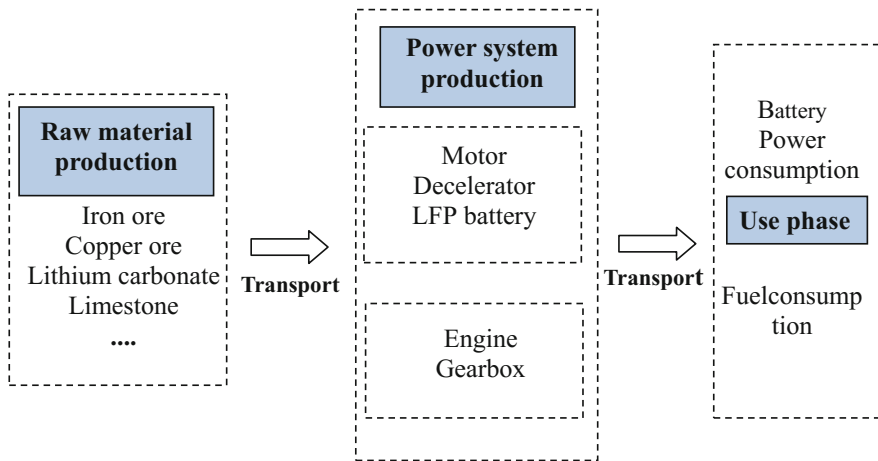 Raw material
production
Iron ore
Copper ore
Lithium carbonate
Limestone
....
Transport
Power system
production
Motor
Decelerator
LFP battery
Engine
Gearbox
Transport
Battery
Power
consumption
Use phase
Fuelconsump
tion